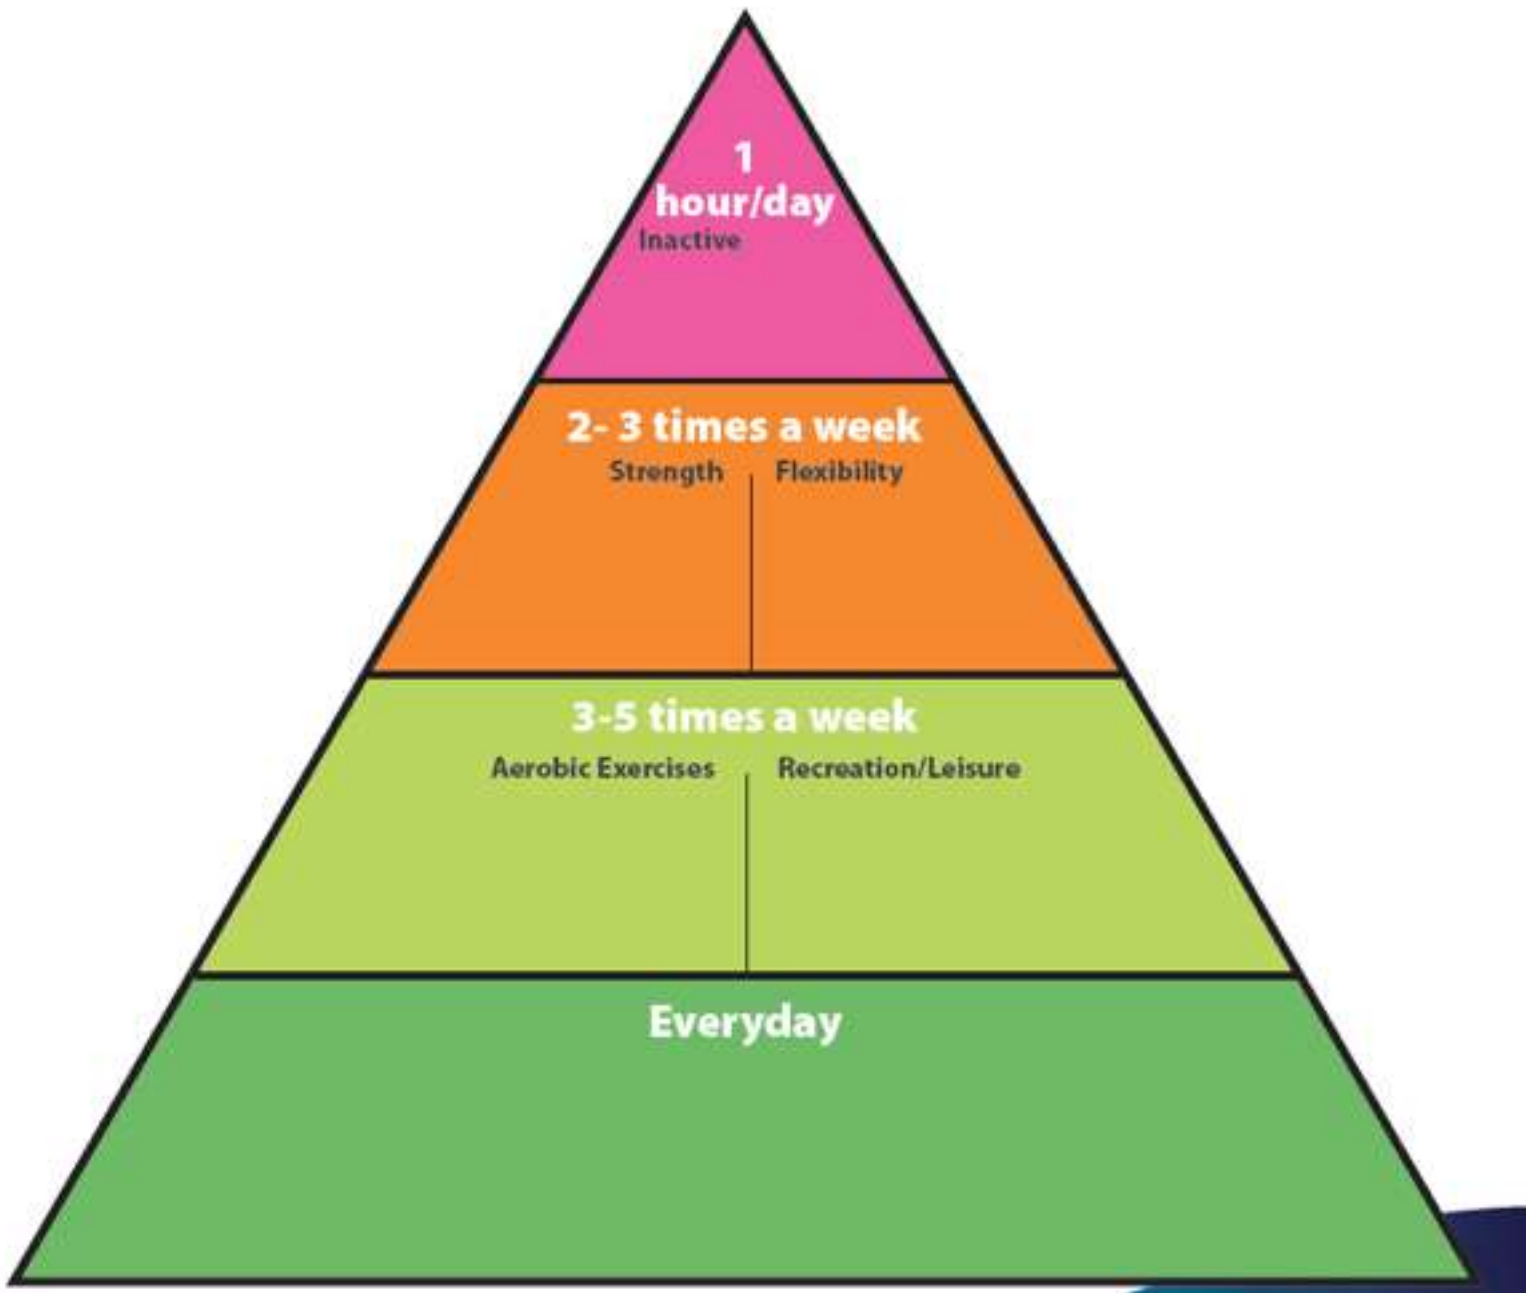 1
hour/day
Inactive
2- 3 times a week
Strength Flexibility
3-5 times a week
Aerobic Exercises Recreation/Leisure
Everyday